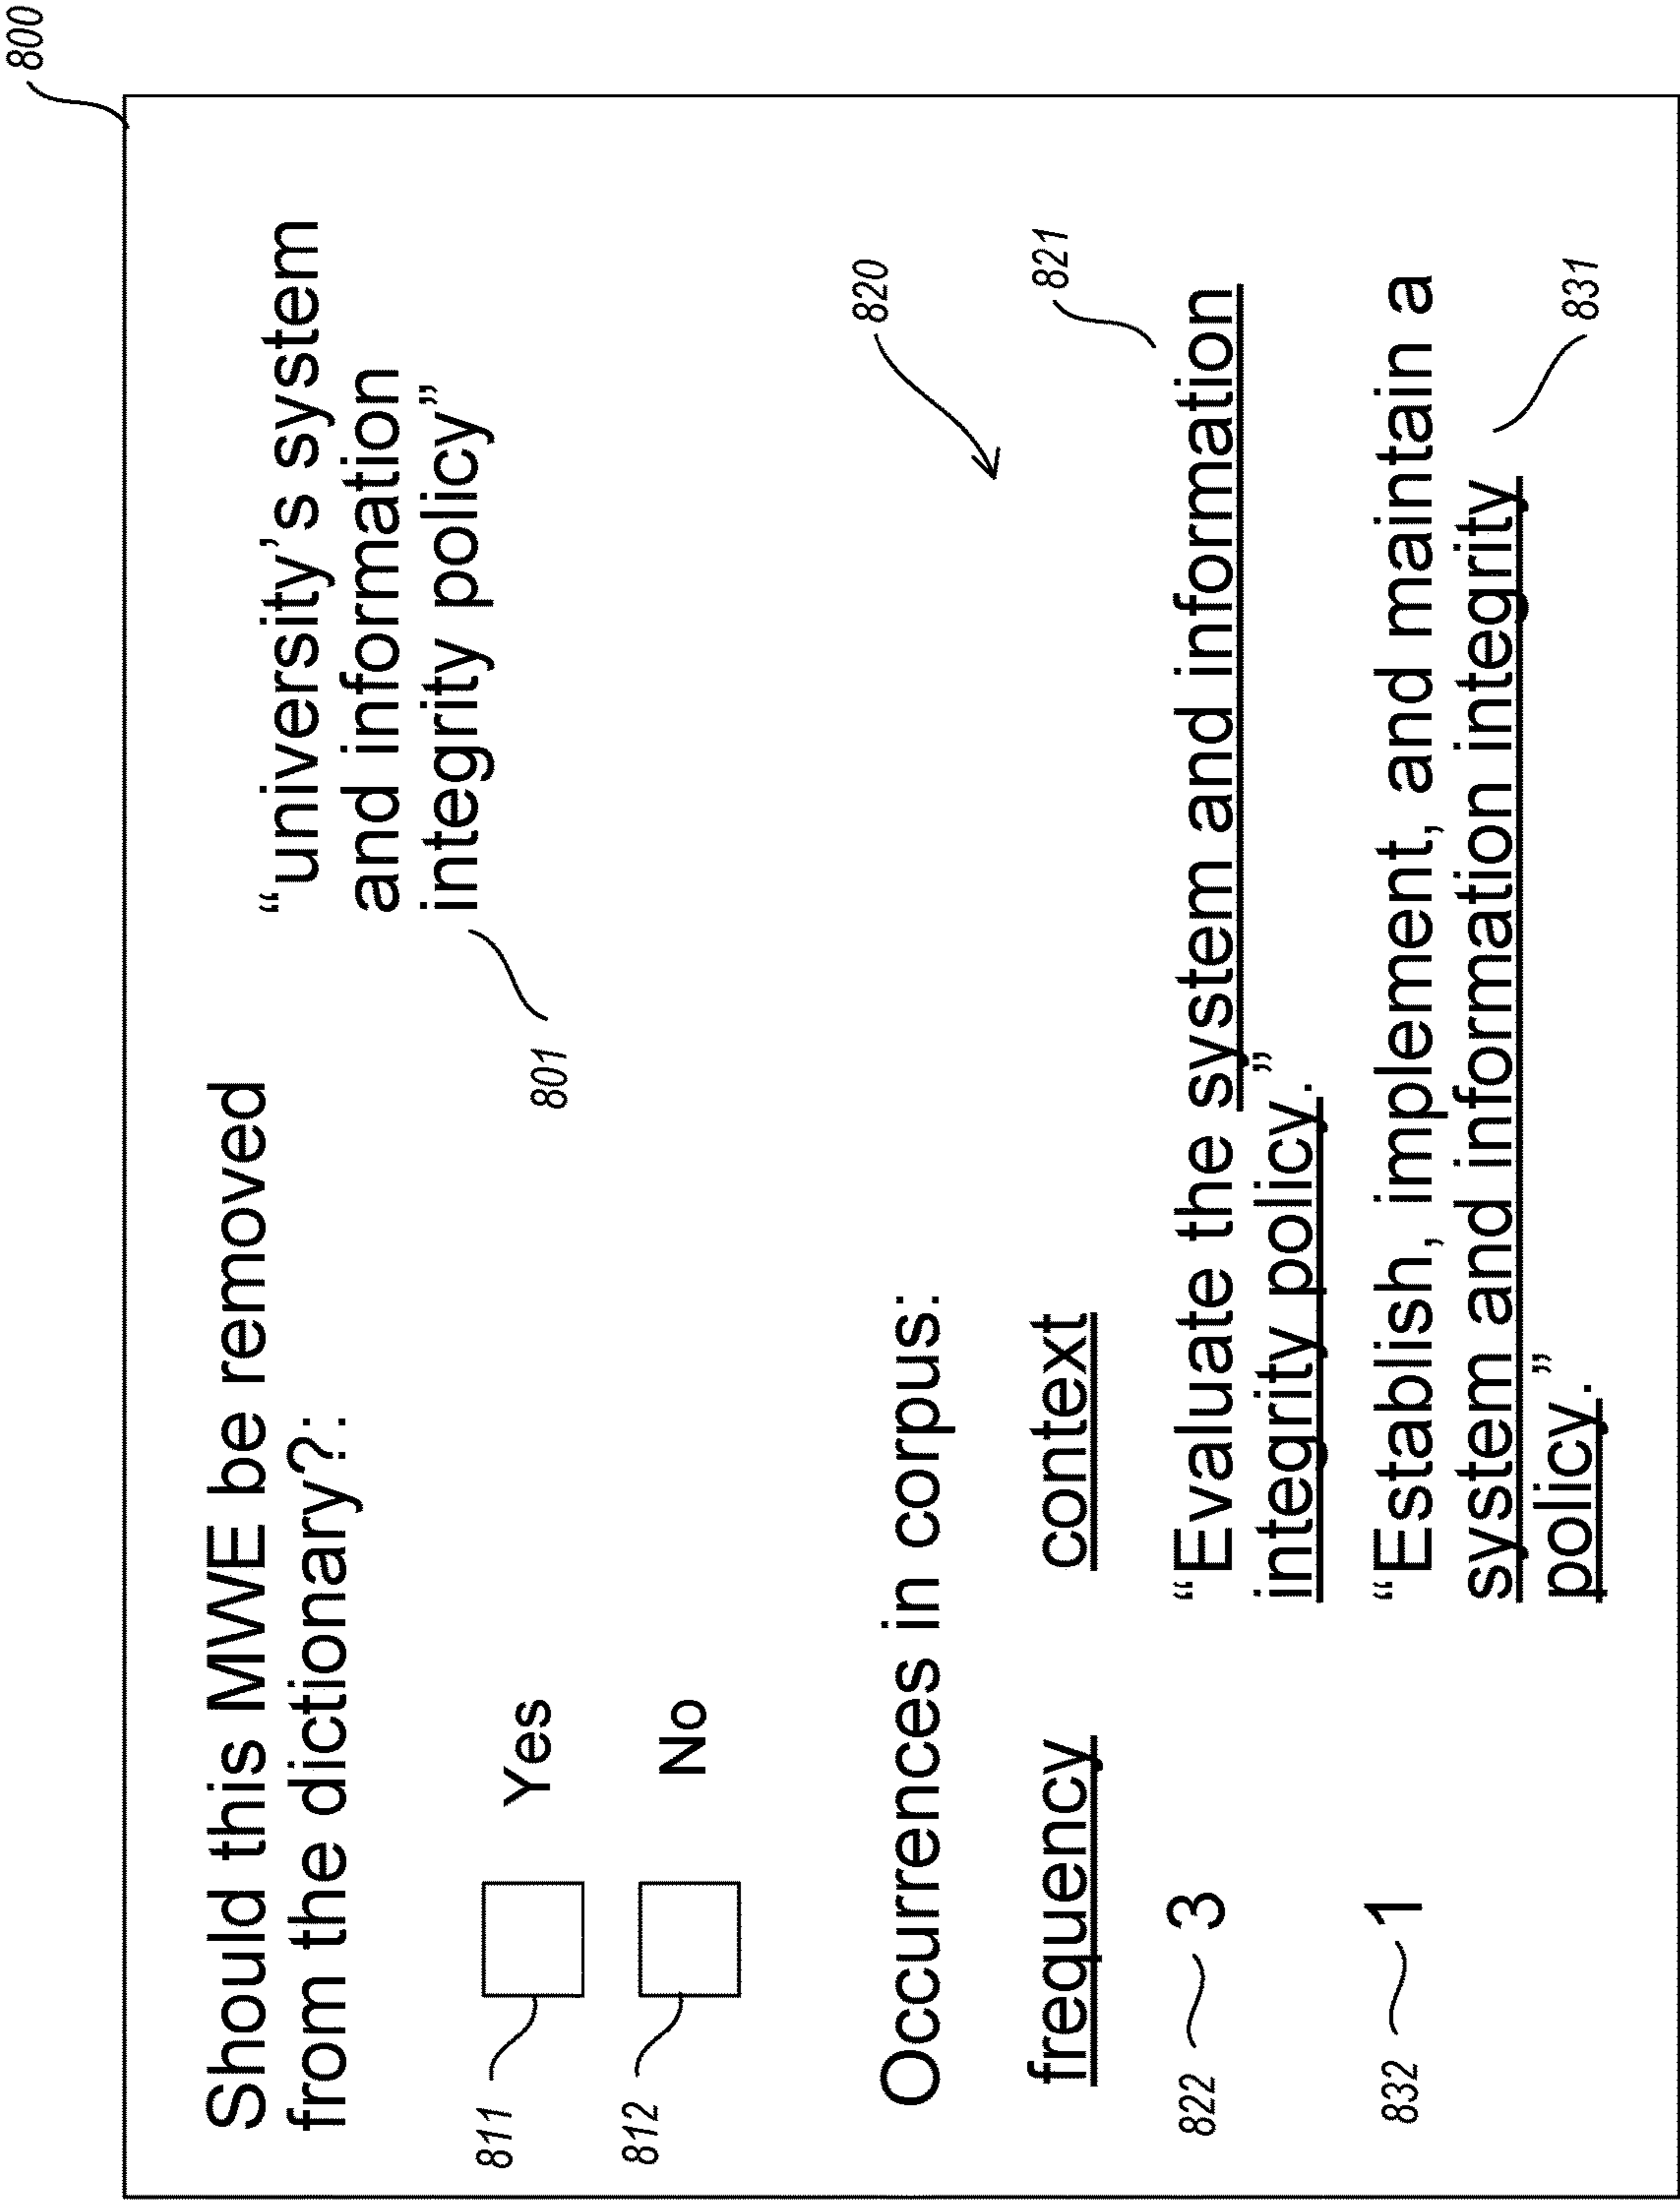 800
Should this MWE be removed
from the dictionary?:
“university’s system
and information
integrity policy”
801
811
Yes
812
No
820
Occurrences in corpus:
frequency
context
821
822
3
“Evaluate the system and information
integrity policy.”
832
1
“Establish, implement, and maintain a
system and information integrity
policy.”
831